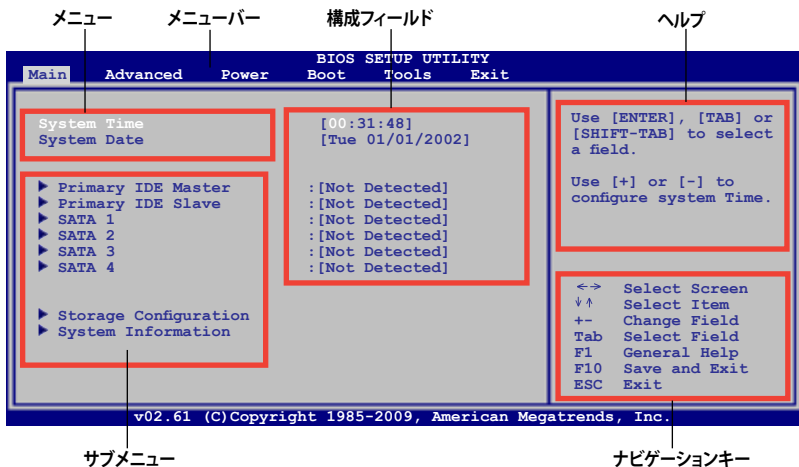 メニュー メニューバー 構成フィールド ヘルプ
BIOS SETUP UTILITY
Main Advanced Power Boot Tools Exit
System Time [00:31:48]
System Date [Tue 01/01/2002]
Primary IDE Master :[Not Detected]
Primary IDE Slave :[Not Detected]
SATA 1 :[Not Detected]
SATA 2 :[Not Detected]
SATA 3 :[Not Detected]
SATA 4 :[Not Detected]
Storage Configuration
System Information
Use [ENTER], [TAB] or
[SHIFT-TAB] to select
a field.
Use [+] or [-] to
configure system Time.
←→ Select Screen
↓↑ Select Item
+- Change Field
Tab Select Field
F1 General Help
F10 Save and Exit
ESC Exit
v02.61 (C)Copyright 1985-2009, American Megatrends, Inc.
サブメニュー ナビゲーションキー